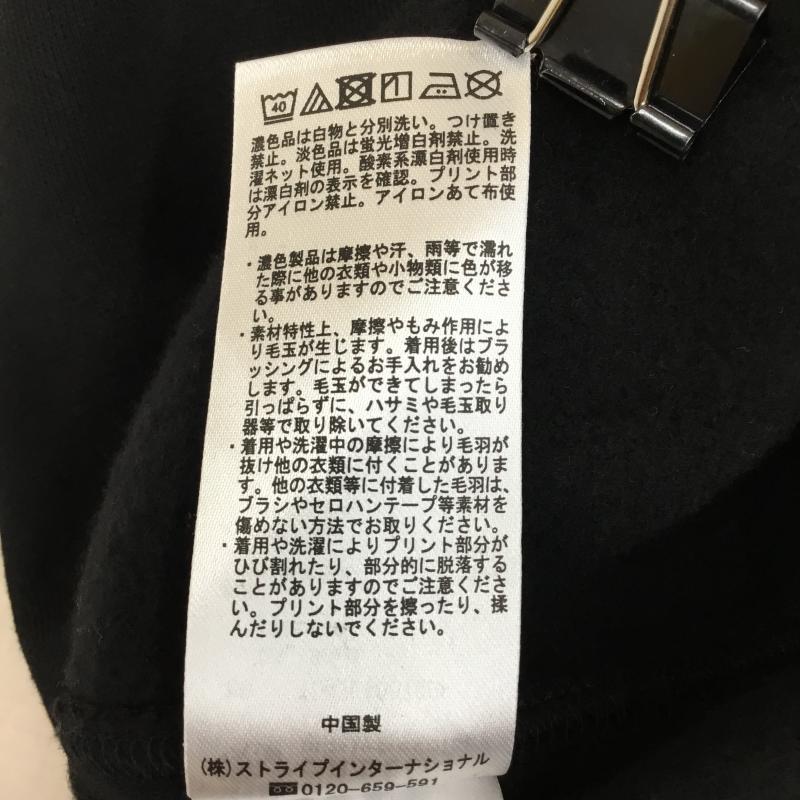 40
濃色品は白物と分別洗い。つけ置き
禁止。淡色品は蛍光増白剤禁止。洗
濯ネット使用。酸素系漂白剤使用時
は漂白剤の表示を確認。プリント部
分アイロン禁止。アイロンあて布使
用。
・濃色製品は摩擦や汗、雨等で濡れ
た際に他の衣類や小物類に色が移
る事がありますのでご注意くださ
い。
・素材特性上、摩擦やもみ作用によ
り毛玉が生じます。着用後はブラ
ッシングによるお手入れをお勧め
します。毛玉ができてしまったら
引っぱらずに、ハサミや毛玉取り
器等で取り除いてください。
・着用や洗濯中の摩擦により毛羽が
抜け他の衣類に付くことがありま
す。他の衣類等に付着した毛羽は、
ブラシやセロハンテープ等素材を
傷めない方法でお取りください。
・着用や洗濯によりプリント部分が
ひび割れたり、部分的に脱落する
ことがありますのでご注意くださ
い。プリント部分を擦ったり、揉
んだりしないでください。
中国製
(株)ストライプインターナショナル
0120-659-591